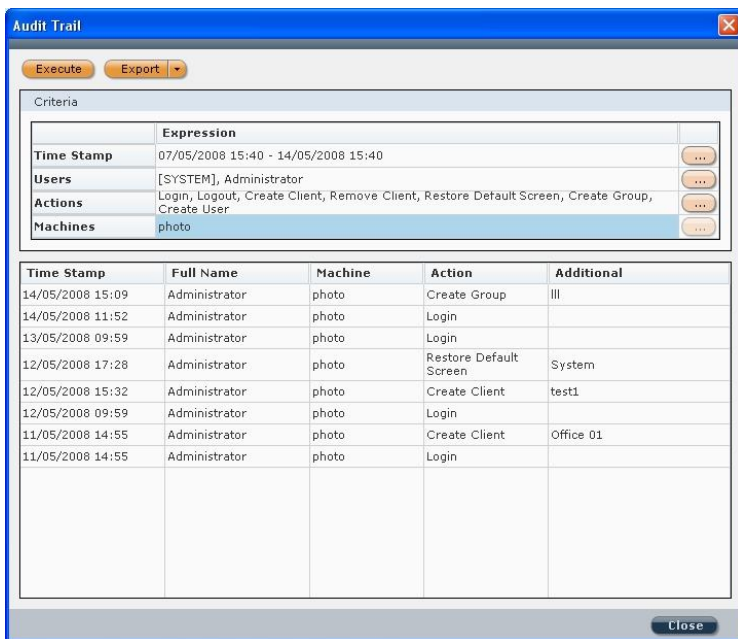 Audit Trail
Execute Export
Criteria
Expression
Time Stamp 07/05/2008 15:40 - 14/05/2008 15:40 ...
Users [SYSTEM], Administrator ...
Actions Login, Logout, Create Client, Remove Client, Restore Default Screen, Create Group,
Create User ...
Machines photo ...
Time Stamp Full Name Machine Action Additional
14/05/2008 15:09 Administrator photo Create Group lll
14/05/2008 11:52 Administrator photo Login
13/05/2008 09:59 Administrator photo Login
12/05/2008 17:28 Administrator photo Restore Default
Screen System
12/05/2008 15:32 Administrator photo Create Client test1
12/05/2008 09:59 Administrator photo Login
11/05/2008 14:55 Administrator photo Create Client Office 01
11/05/2008 14:55 Administrator photo Login
Close